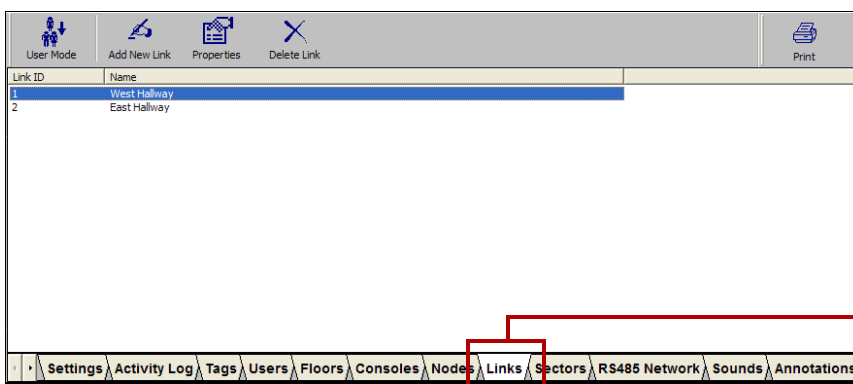 User Mode Add New Link Properties Delete Link Print
Link ID Name
1 West Hallway
2 East Hallway
Settings Activity Log Tags Users Floors Consoles Nodes Links Sectors RS485 Network Sounds Annotations